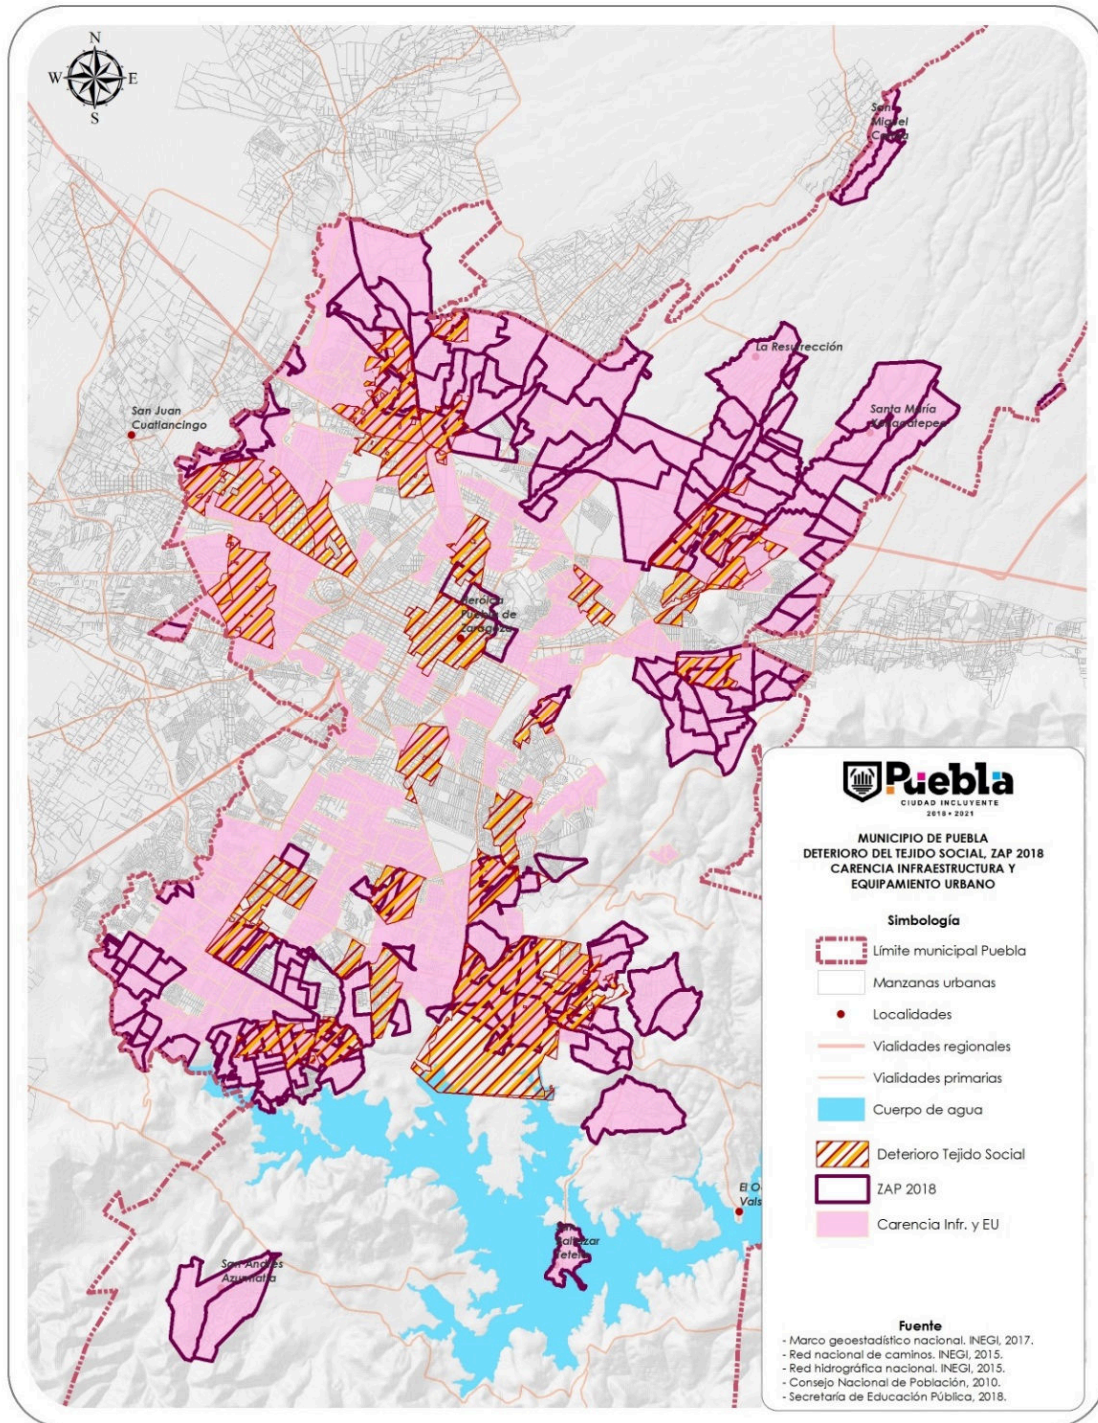 N
W E
S
San
Miguel
La Resurrección
San Juan
Cuatlancingo
Santa María
Heroica
Puebla de
Zaragoza
Puebla
CIUDAD INCLUYENTE
2018 • 2021
MUNICIPIO DE PUEBLA
DETERIORO DEL TEJIDO SOCIAL, ZAP 2018
CARENCIA INFRAESTRUCTURA Y
EQUIPAMIENTO URBANO
Simbología
Límite municipal Puebla
Manzanas urbanas
Localidades
Vialidades regionales
Vialidades primarias
Cuerpo de agua
Deterioro Tejido Social
ZAP 2018
Carencia Infr. y EU
El O
Vals
San Andrés
Fuente
- Marco geoestadístico nacional. INEGI, 2017.
- Red nacional de caminos. INEGI, 2015.
- Red hidrográfica nacional. INEGI, 2015.
- Consejo Nacional de Población, 2010.
- Secretaría de Educación Pública, 2018.